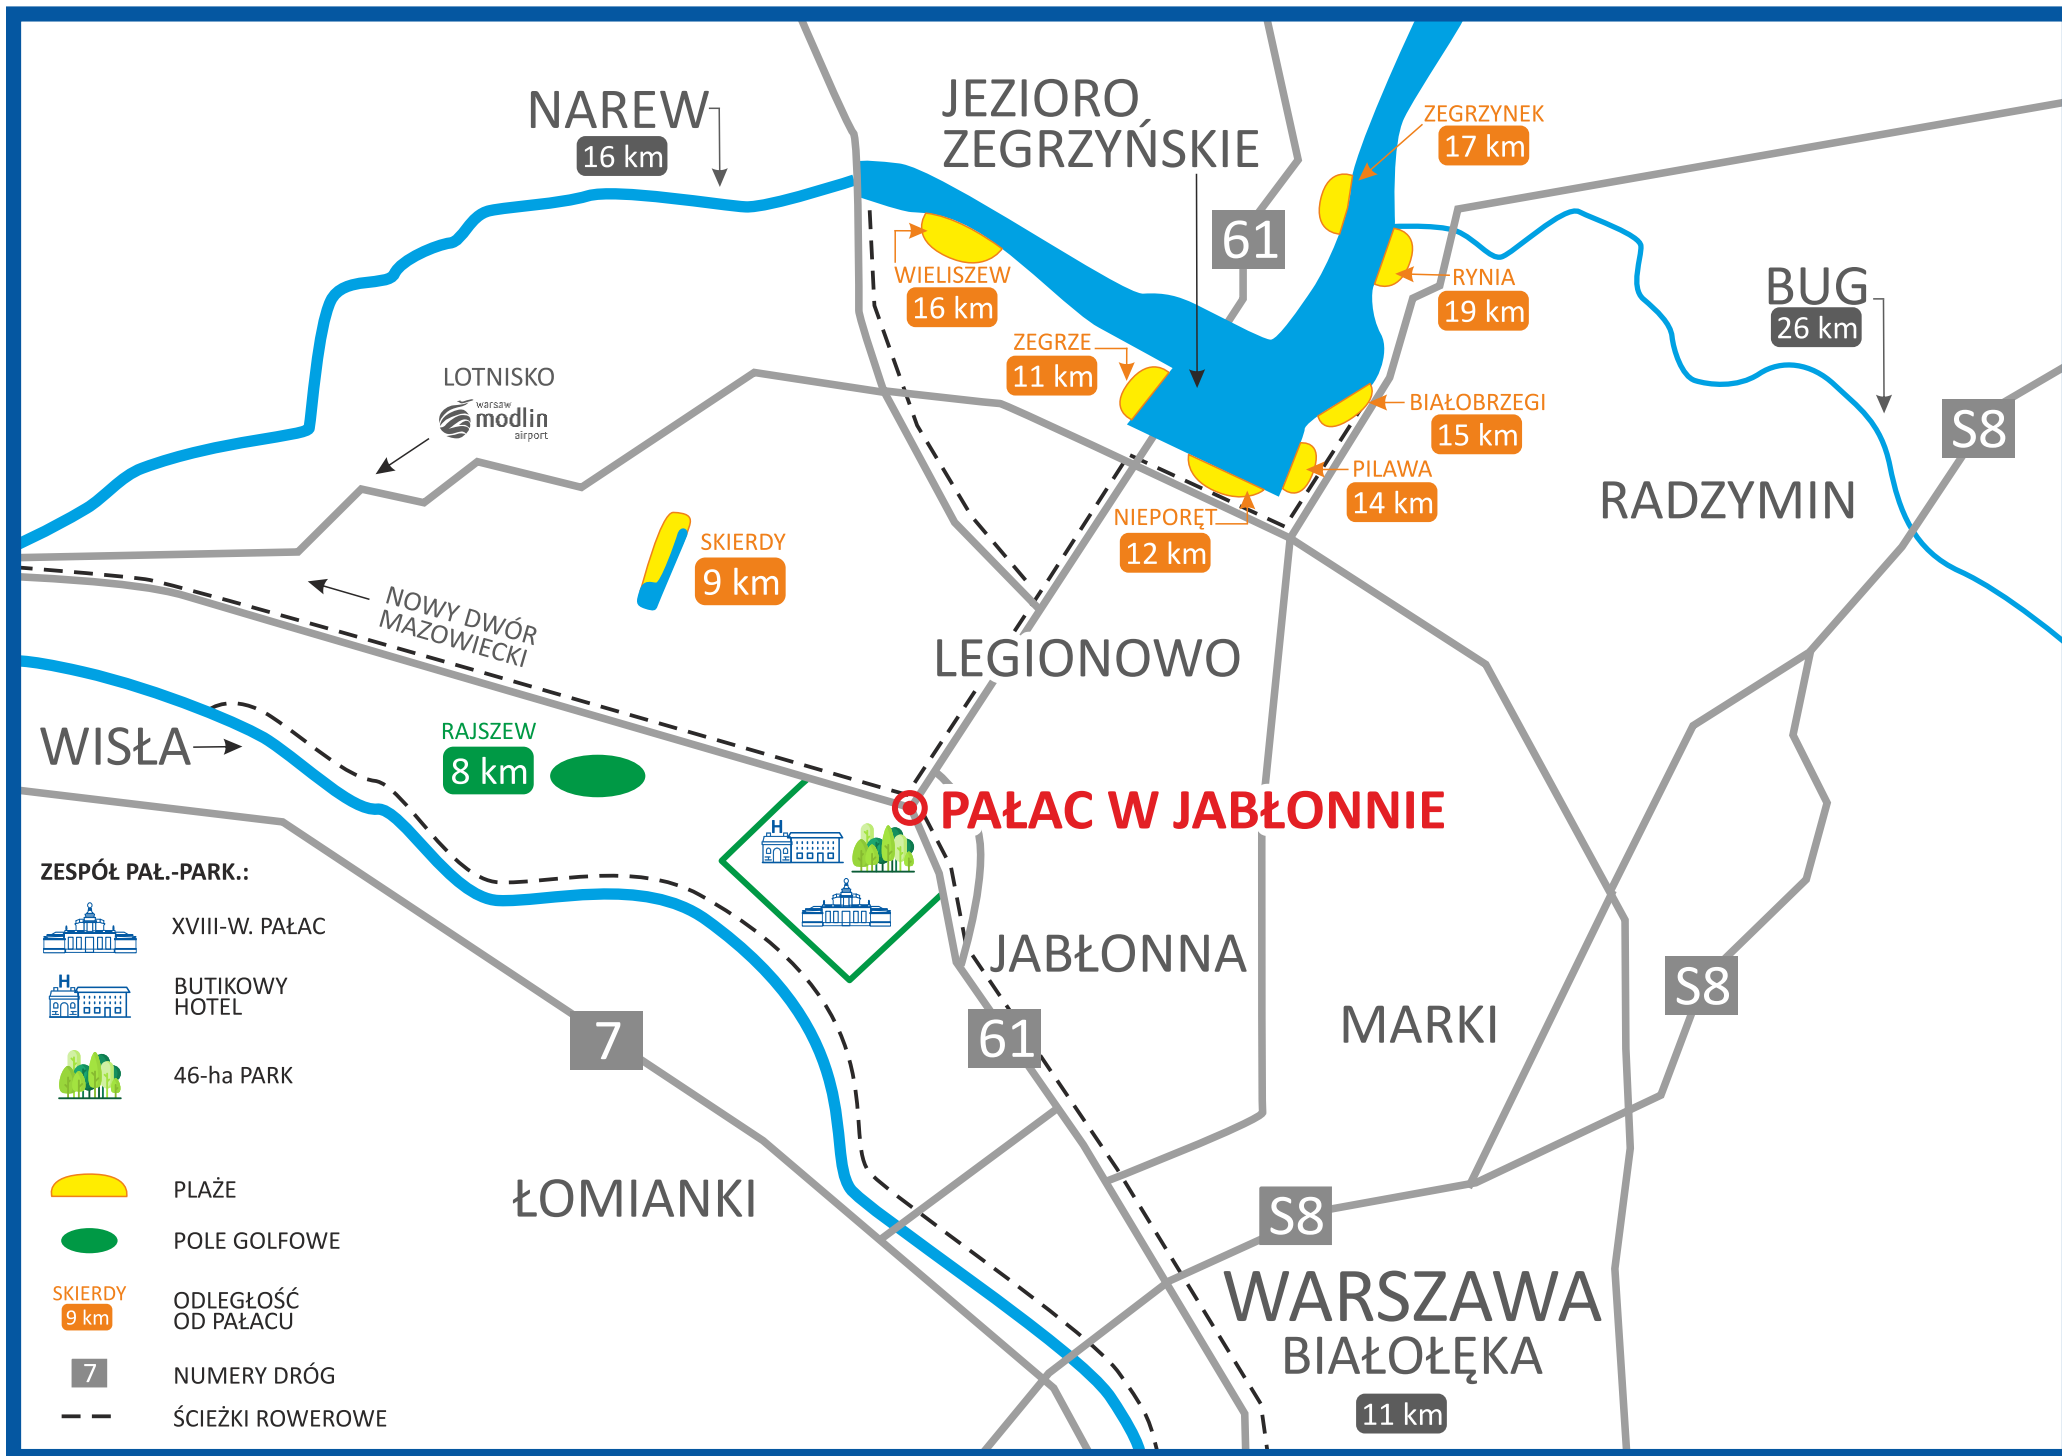 NAREW
16 km
JEZIORO
ZEGRZYŃSKIE
ZEGRZYNEK
17 km
61
WIELISZEW
16 km
RYNIA
19 km
BUG
26 km
ZEGRZE
11 km
LOTNISKO
warsaw
modlin
airport
BIAŁOBRZEGI
15 km
S8
PILAWA
14 km
RADZYMIN
NIEPORĘT
12 km
SKIERDY
9 km
NOWY DWÓR
MAZOWIECKI
LEGIONOWO
WISŁA
RAJSZEW
8 km
PAŁAC W JABŁONNIE
H
JABŁONNA
S8
MARKI
7
61
ŁOMIANKI
S8
WARSZAWA
BIAŁOŁĘKA
11 km
ZESPÓŁ PAŁ.-PARK.:
XVIII-W. PAŁAC
H
BUTIKOWY
HOTEL
46-ha PARK
PLAŻE
POLE GOLFOWE
SKIERDY
9 km
ODLEGŁOŚĆ
OD PAŁACU
7
NUMERY DRÓG
ŚCIEŻKI ROWEROWE